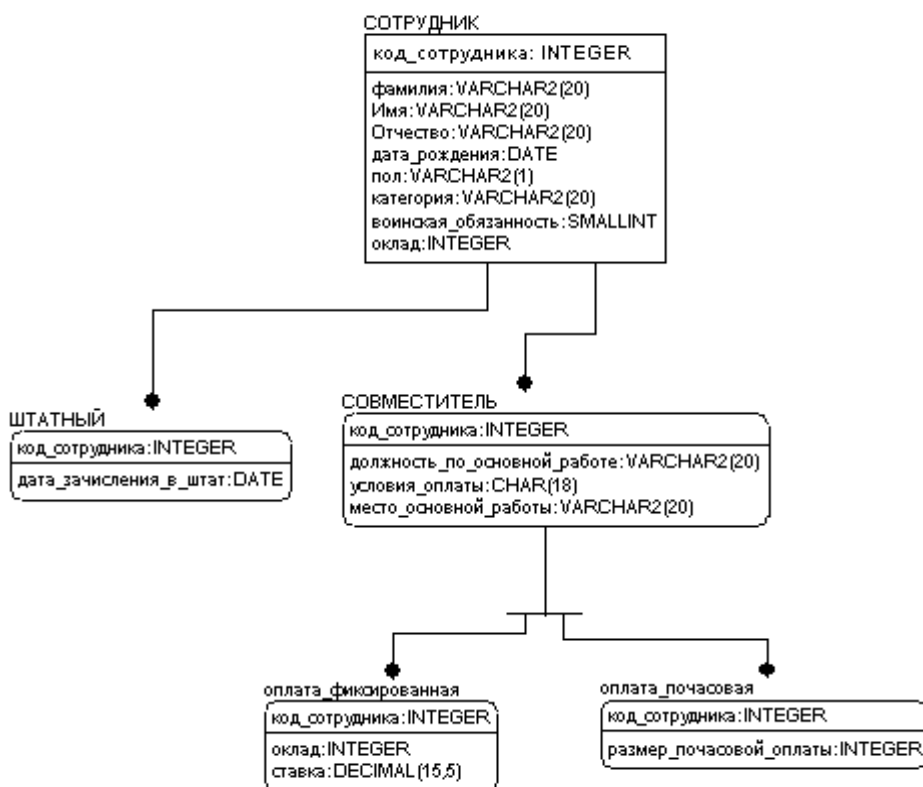 СОТРУДНИК
код_сотрудника: INTEGER
фамилия:VARCHAR2(20)
Имя:VARCHAR2(20)
Отчество:VARCHAR2(20)
дата_рождения:DATE
пол:VARCHAR2(1)
категория:VARCHAR2(20)
воинская_обязанность:SMALLINT
оклад:INTEGER
ШТАТНЫЙ
код_сотрудника:INTEGER
дата_зачисления_в_штат:DATE
СОВМЕСТИТЕЛЬ
код_сотрудника:INTEGER
должность_по_основной_работе:VARCHAR2(20)
условия_оплаты:CHAR(18)
место_основной_работы:VARCHAR2(20)
оплата_фиксированная
код_сотрудника:INTEGER
оклад:INTEGER
ставка:DECIMAL(15,5)
оплата_почасовая
код_сотрудника:INTEGER
размер_почасовой_оплаты:INTEGER